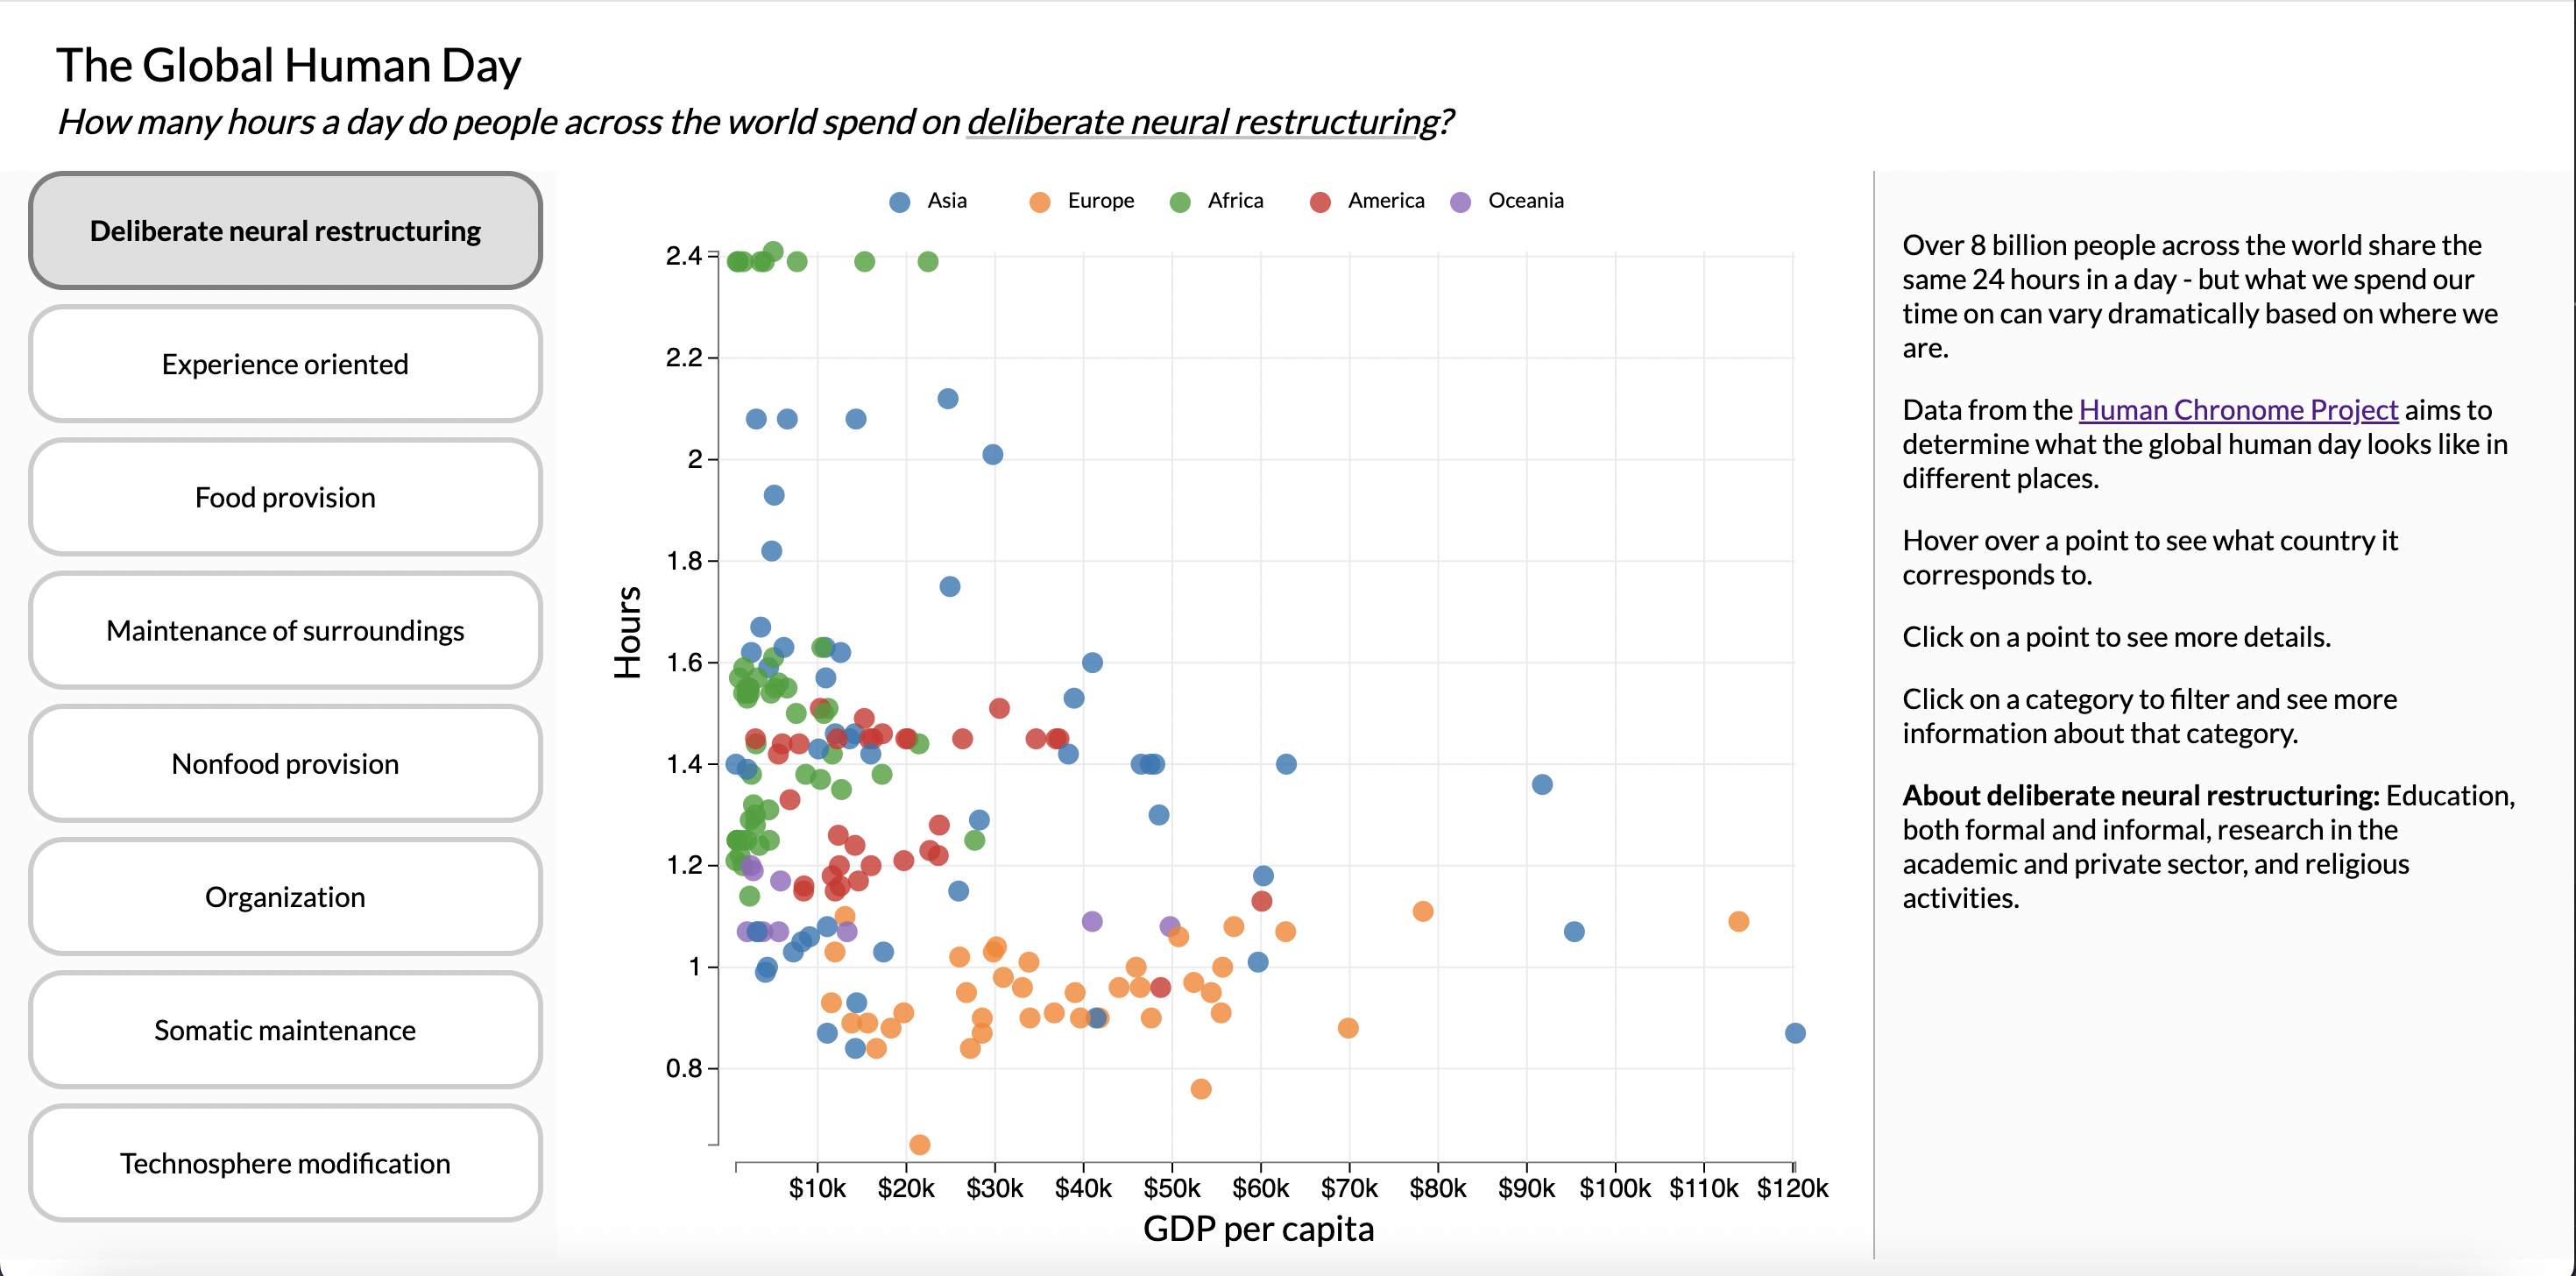 The Global Human Day
How many hours a day do people across the world spend on deliberate neural restructuring?
Deliberate neural restructuring
Experience oriented
Food provision
Maintenance of surroundings
Nonfood provision
Organization
Somatic maintenance
Technosphere modification
Asia Europe Africa America Oceania
2.4
2.2
2
1.8
1.6
1.4
1.2
1
0.8
Hours
$10k $20k $30k $40k $50k $60k $70k $80k $90k $100k $110k $120k
GDP per capita
Over 8 billion people across the world share the
same 24 hours in a day - but what we spend our
time on can vary dramatically based on where we
are.
Data from the Human Chronome Project aims to
determine what the global human day looks like in
different places.
Hover over a point to see what country it
corresponds to.
Click on a point to see more details.
Click on a category to filter and see more
information about that category.
About deliberate neural restructuring: Education,
both formal and informal, research in the
academic and private sector, and religious
activities.